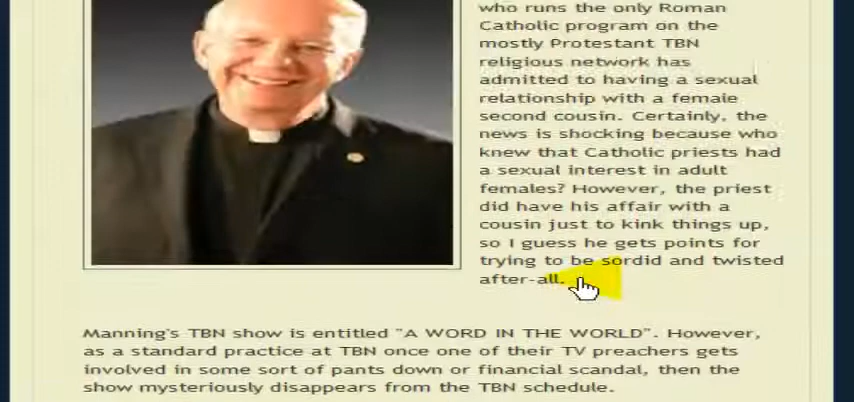 who runs the only Roman
Catholic program on the
mostly Protestant TBN
religious network has
admitted to having a sexual
relationship with a female
second cousin. Certainly, the
news is shocking because who
knew that Catholic priests had
a sexual interest in adult
females? However, the priest
did have his affair with a
cousin just to kink things up,
so I guess he gets points for
trying to be sordid and twisted
after-all.
Manning's TBN show is entitled "A WORD IN THE WORLD". However,
as a standard practice at TBN once one of their TV preachers gets
involved in some sort of pants down or financial scandal, then the
show mysteriously disappears from the TBN schedule.